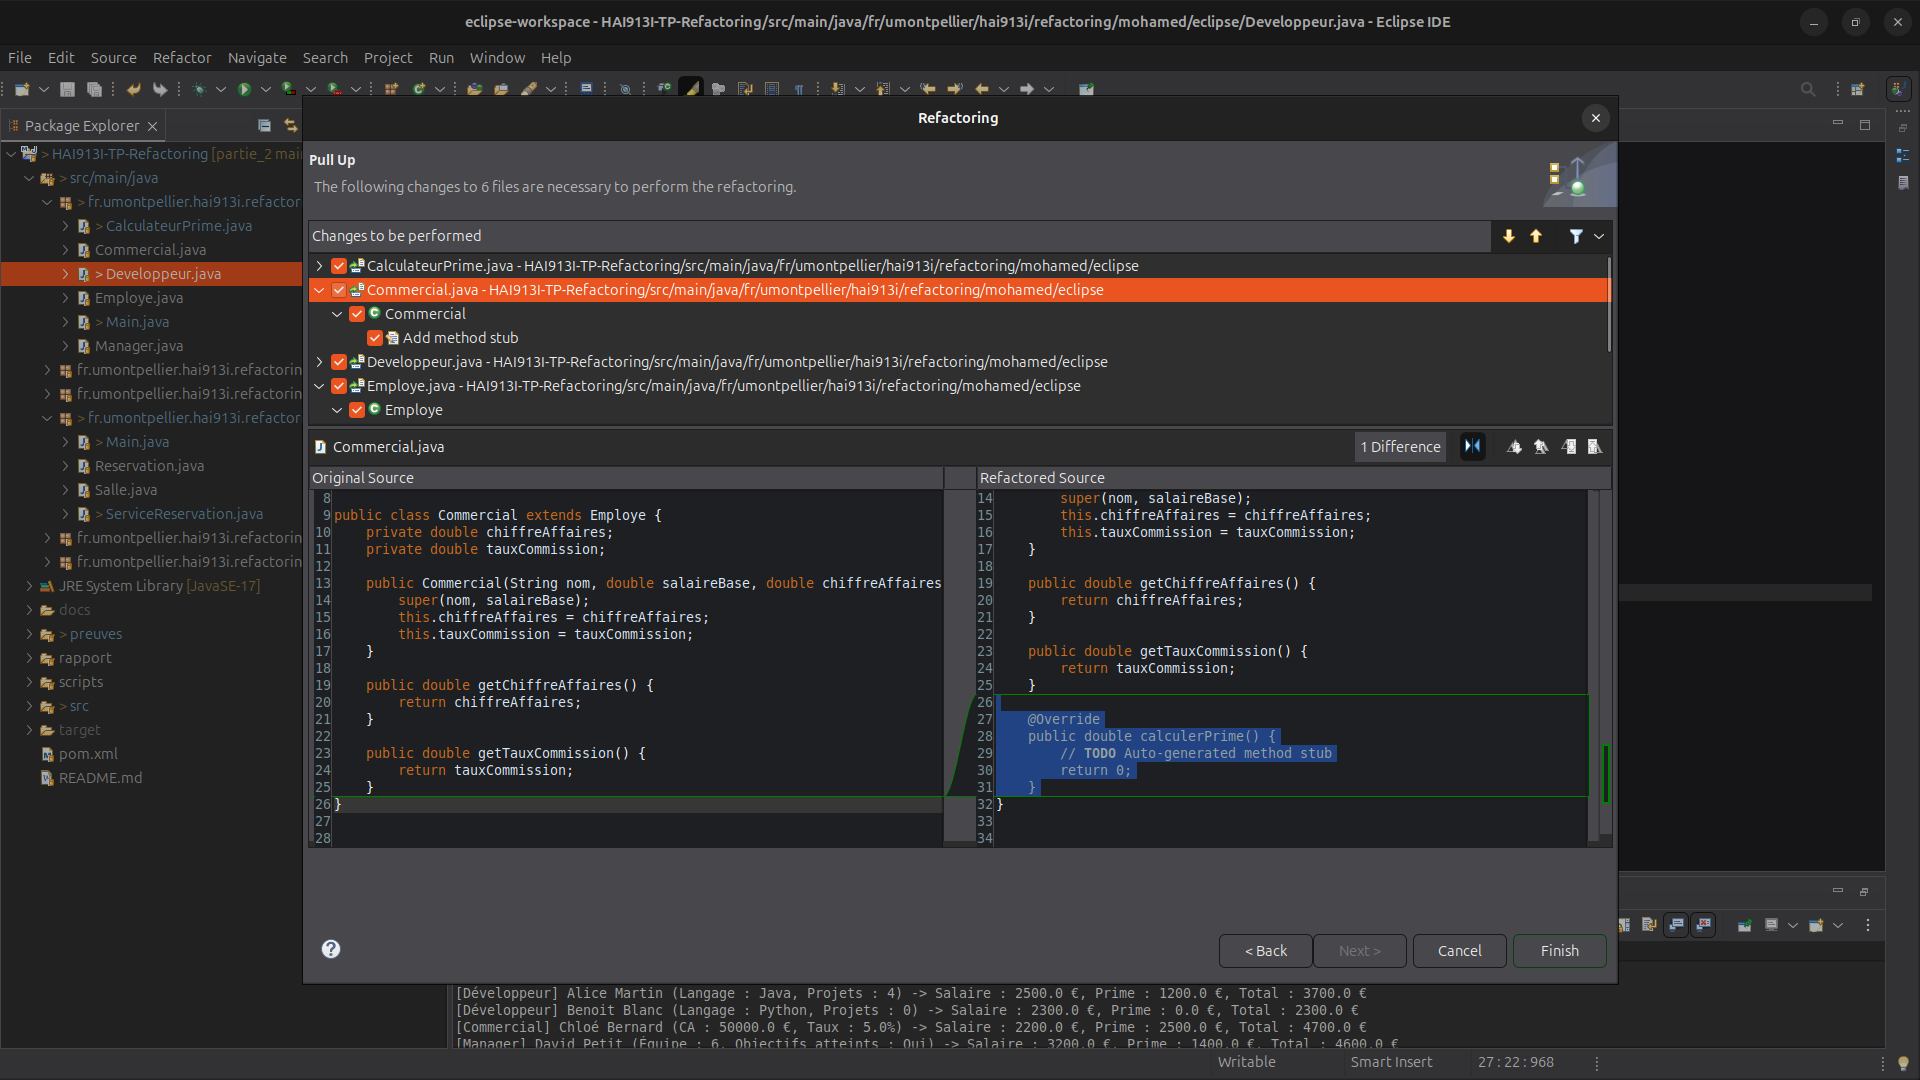 eclipse-workspace - HAI913I-TP-Refactoring/src/main/java/fr/umontpellier/hai913i/refactoring/mohamed/eclipse/Developpeur.java - Eclipse IDE
File Edit Source Refactor Navigate Search Project Run Window Help
Package Explorer
> HAI913I-TP-Refactoring [partie_2 mai
> src/main/java
> fr.umontpellier.hai913i.refactor
> CalculateurPrime.java
Commercial.java
> Developpeur.java
Employe.java
> Main.java
Manager.java
fr.umontpellier.hai913i.refactorin
fr.umontpellier.hai913i.refactorin
> fr.umontpellier.hai913i.refactor
> Main.java
Reservation.java
Salle.java
> ServiceReservation.java
fr.umontpellier.hai913i.refactorin
fr.umontpellier.hai913i.refactorin
JRE System Library [JavaSE-17]
docs
> preuves
rapport
scripts
> src
target
pom.xml
README.md
Refactoring
Pull Up
The following changes to 6 files are necessary to perform the refactoring.
Changes to be performed
CalculateurPrime.java - HAI913I-TP-Refactoring/src/main/java/fr/umontpellier/hai913i/refactoring/mohamed/eclipse
Commercial.java - HAI913I-TP-Refactoring/src/main/java/fr/umontpellier/hai913i/refactoring/mohamed/eclipse
Commercial
Add method stub
Developpeur.java - HAI913I-TP-Refactoring/src/main/java/fr/umontpellier/hai913i/refactoring/mohamed/eclipse
Employe.java - HAI913I-TP-Refactoring/src/main/java/fr/umontpellier/hai913i/refactoring/mohamed/eclipse
Employe
Commercial.java
1 Difference
Original Source
8
9 public class Commercial extends Employe {
10 private double chiffreAffaires;
11 private double tauxCommission;
12
13 public Commercial(String nom, double salaireBase, double chiffreAffaires
14 super(nom, salaireBase);
15 this.chiffreAffaires = chiffreAffaires;
16 this.tauxCommission = tauxCommission;
17 }
18
19 public double getChiffreAffaires() {
20 return chiffreAffaires;
21 }
22
23 public double getTauxCommission() {
24 return tauxCommission;
25 }
26 }
27
28
Refactored Source
14 super(nom, salaireBase);
15 this.chiffreAffaires = chiffreAffaires;
16 this.tauxCommission = tauxCommission;
17 }
18
19 public double getChiffreAffaires() {
20 return chiffreAffaires;
21 }
22
23 public double getTauxCommission() {
24 return tauxCommission;
25 }
26
27 @Override
28 public double calculerPrime() {
29 // TODO Auto-generated method stub
30 return 0;
31 }
32 }
33
34
< Back
Next >
Cancel
Finish
[Développeur] Alice Martin (Langage : Java, Projets : 4) -> Salaire : 2500.0 €, Prime : 1200.0 €, Total : 3700.0 €
[Développeur] Benoit Blanc (Langage : Python, Projets : 0) -> Salaire : 2300.0 €, Prime : 0.0 €, Total : 2300.0 €
[Commercial] Chloé Bernard (CA : 50000.0 €, Taux : 5.0%) -> Salaire : 2200.0 €, Prime : 2500.0 €, Total : 4700.0 €
[Manager] David Petit (Équipe : 6, Objectifs atteints : Oui) -> Salaire : 3200.0 €, Prime : 1400.0 €, Total : 4600.0 €
Writable
Smart Insert
27 : 22 : 968